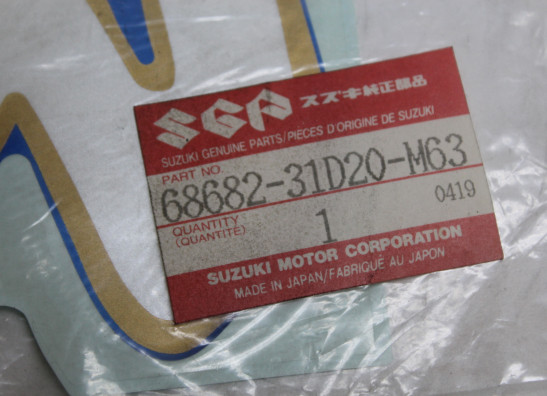 SGP スズキ純正部品
SUZUKI GENUINE PARTS/PIÈCES D'ORIGINE DE SUZUKI
PART NO.
68682-31D20-M63
QUANTITY
(QUANTITE)
1
0419
SUZUKI MOTOR CORPORATION
MADE IN JAPAN/FABRIQUÉ AU JAPON